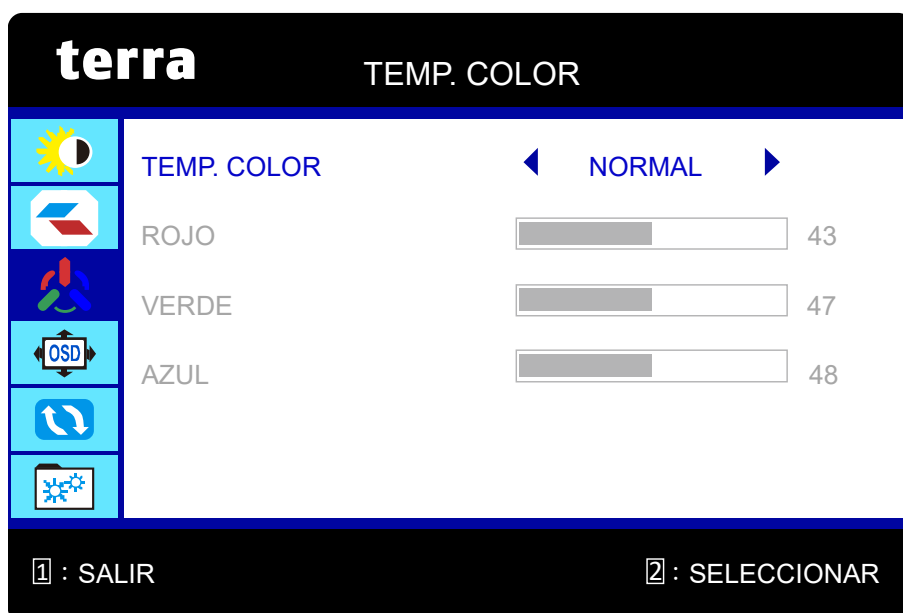 terra
TEMP. COLOR
TEMP. COLOR NORMAL
ROJO 43
VERDE 47
OSD
AZUL 48
1 : SALIR
2 : SELECCIONAR